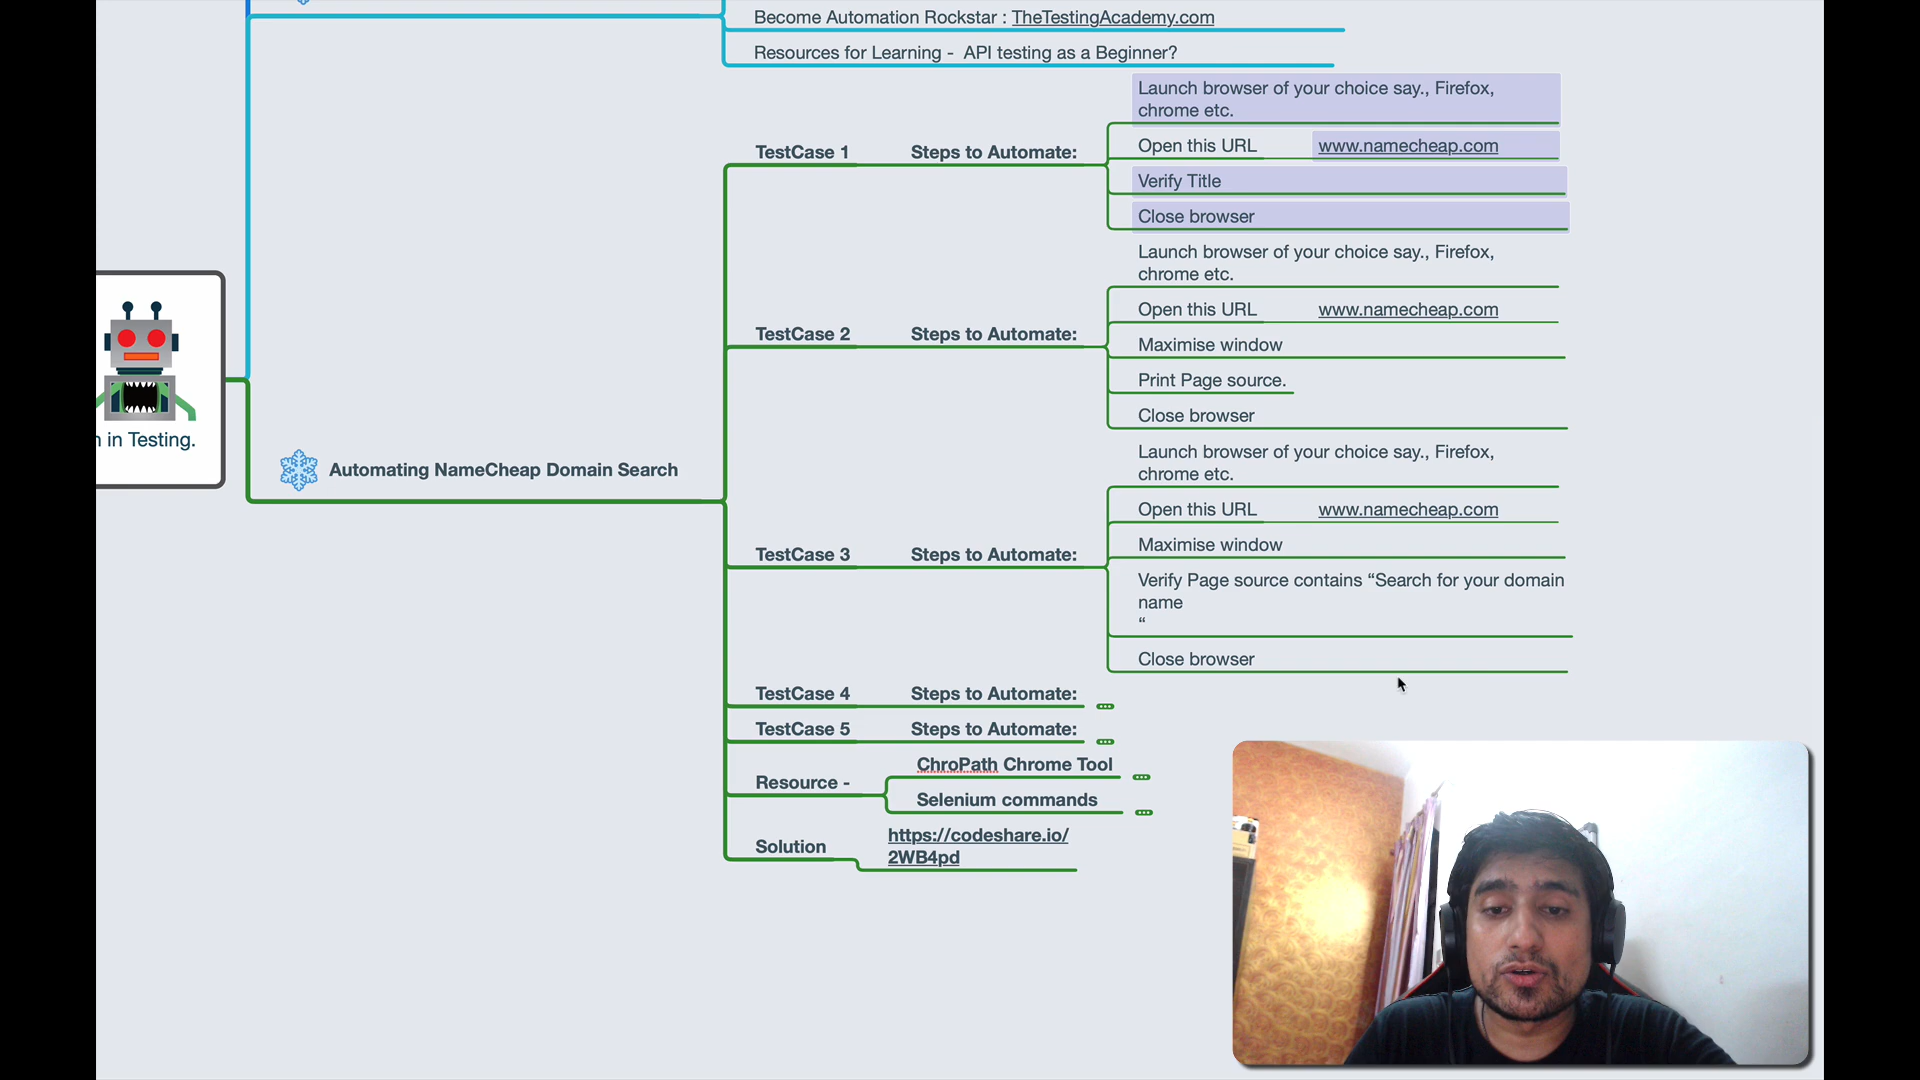 Become Automation Rockstar : TheTestingAcademy.com
Resources for Learning -  API testing as a Beginner?
TestCase 1
Steps to Automate:
Launch browser of your choice say., Firefox,
chrome etc.
Open this URL
www.namecheap.com
Verify Title
Close browser
TestCase 2
Steps to Automate:
Launch browser of your choice say., Firefox,
chrome etc.
Open this URL
www.namecheap.com
Maximise window
Print Page source.
Close browser
in Testing.
Automating NameCheap Domain Search
TestCase 3
Steps to Automate:
Launch browser of your choice say., Firefox,
chrome etc.
Open this URL
www.namecheap.com
Maximise window
Verify Page source contains “Search for your domain
name
“
Close browser
TestCase 4
Steps to Automate:
TestCase 5
Steps to Automate:
Resource -
ChroPath Chrome Tool
Selenium commands
Solution
https://codeshare.io/
2WB4pd